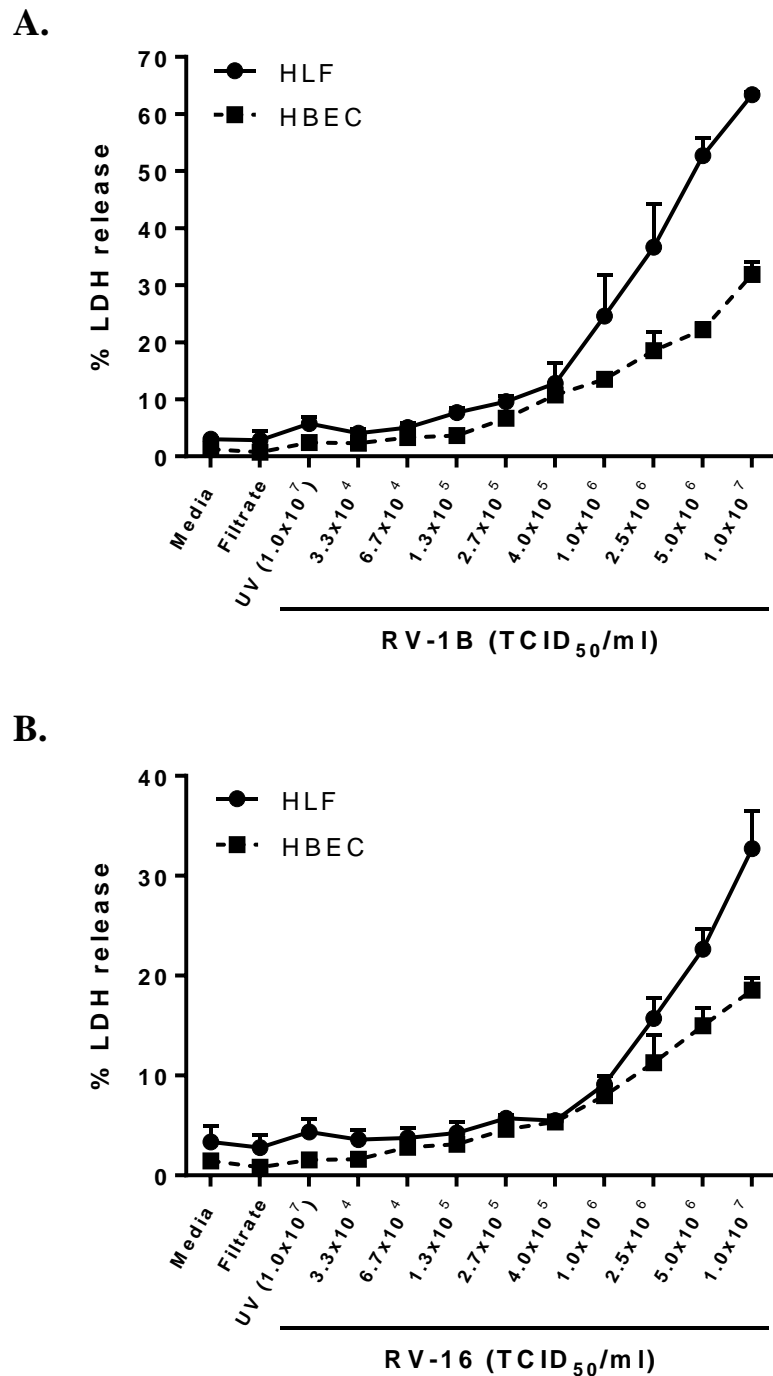 A.
70
60
50
40
30
20
10
0
% LDH release
HLF
HBEC
Media
Filtrate
UV (1.0x10⁷)
3.3x10⁴
6.7x10⁴
1.3x10⁵
2.7x10⁵
4.0x10⁵
1.0x10⁶
2.5x10⁶
5.0x10⁶
1.0x10⁷
RV-1B (TCID₅₀/ml)
B.
40
30
20
10
0
% LDH release
HLF
HBEC
Media
Filtrate
UV (1.0x10⁷)
3.3x10⁴
6.7x10⁴
1.3x10⁵
2.7x10⁵
4.0x10⁵
1.0x10⁶
2.5x10⁶
5.0x10⁶
1.0x10⁷
RV-16 (TCID₅₀/ml)